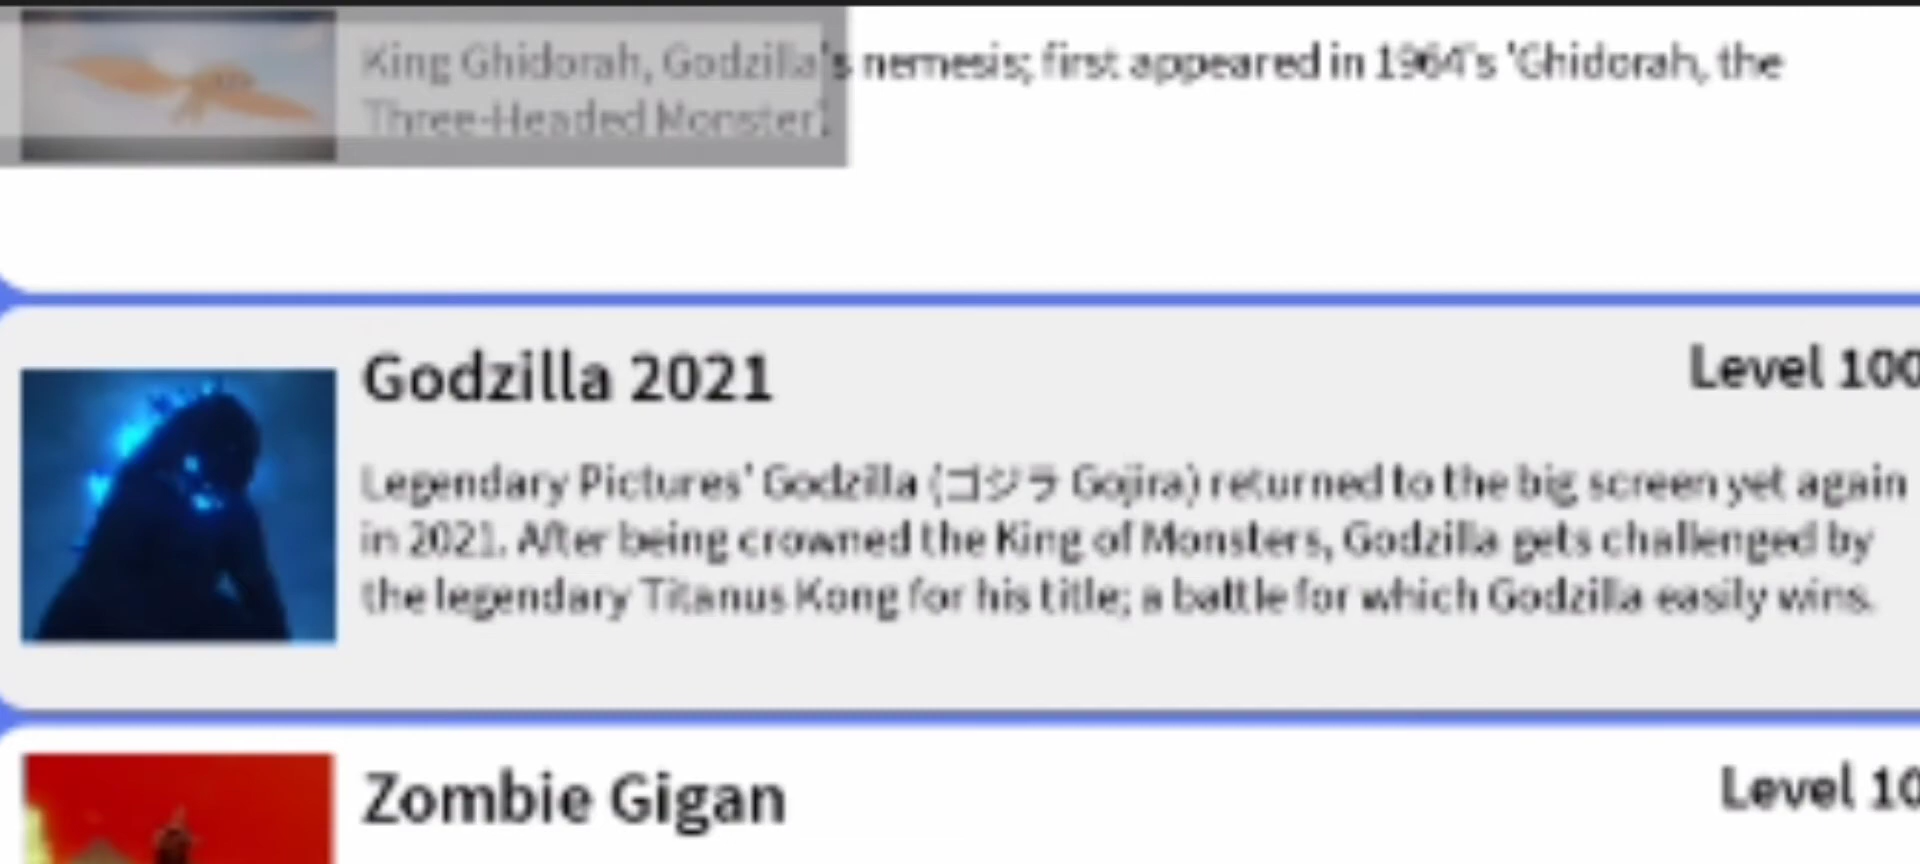 King Ghidorah, Godzilla's nemesis; first appeared in 1964's 'Ghidorah, the
Three-Headed Monster'.
Godzilla 2021
Level 100
Legendary Pictures' Godzilla (ゴジラ Gojira) returned to the big screen yet again
in 2021. After being crowned the King of Monsters, Godzilla gets challenged by
the legendary Titanus Kong for his title; a battle for which Godzilla easily wins.
Zombie Gigan
Level 10